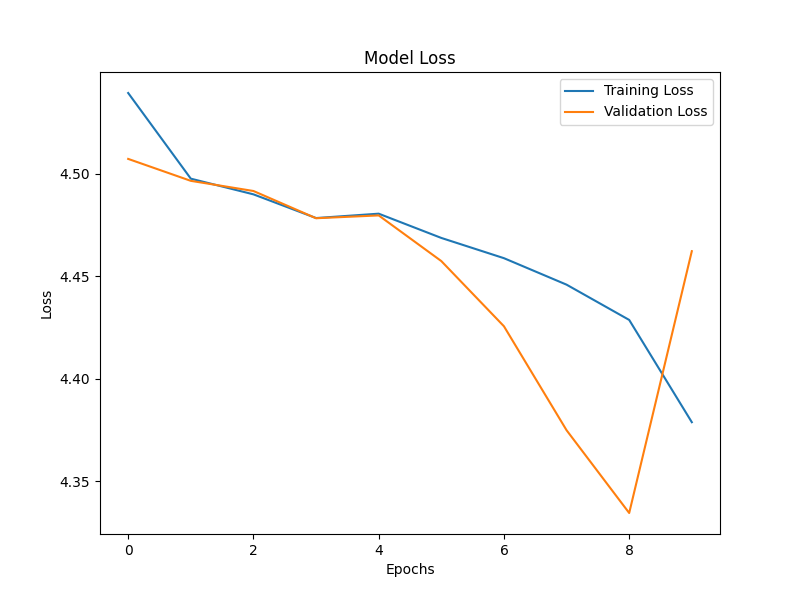 Model Loss
Training Loss
Validation Loss
4.50
4.45
4.40
4.35
Loss
0 2 4 6 8
Epochs